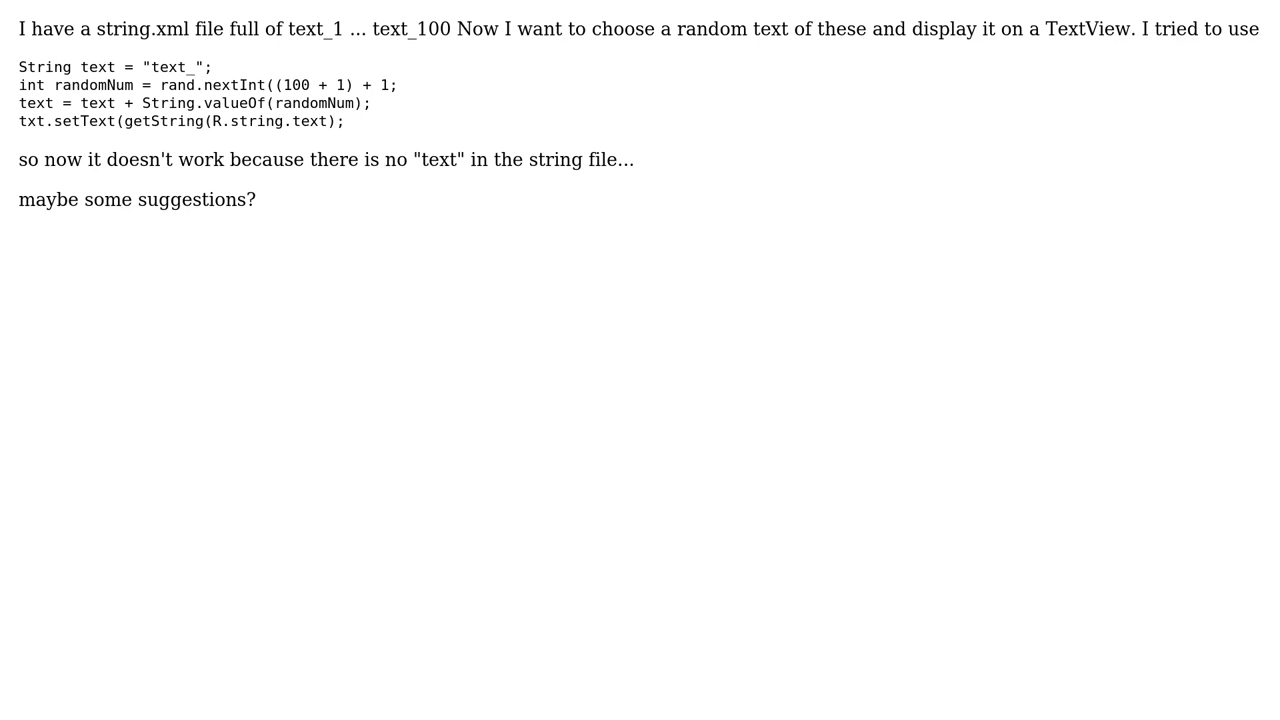 I have a string.xml file full of text_1 ... text_100 Now I want to choose a random text of these and display it on a TextView. I tried to use
String text = "text_";
int randomNum = rand.nextInt((100 + 1) + 1;
text = text + String.valueOf(randomNum);
txt.setText(getString(R.string.text);
so now it doesn't work because there is no "text" in the string file...
maybe some suggestions?